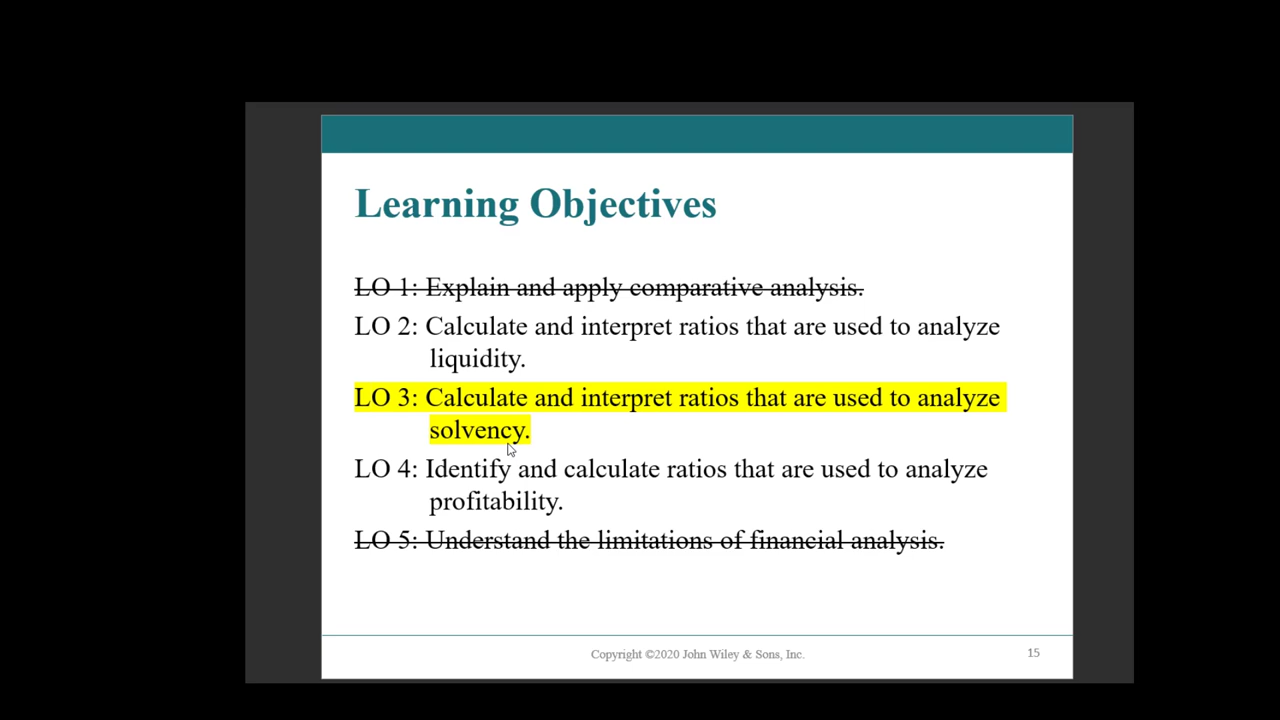 Learning Objectives
LO 1: Explain and apply comparative analysis.
LO 2: Calculate and interpret ratios that are used to analyze
liquidity.
LO 3: Calculate and interpret ratios that are used to analyze
solvency.
LO 4: Identify and calculate ratios that are used to analyze
profitability.
LO 5: Understand the limitations of financial analysis.
Copyright ©2020 John Wiley & Sons, Inc.
15